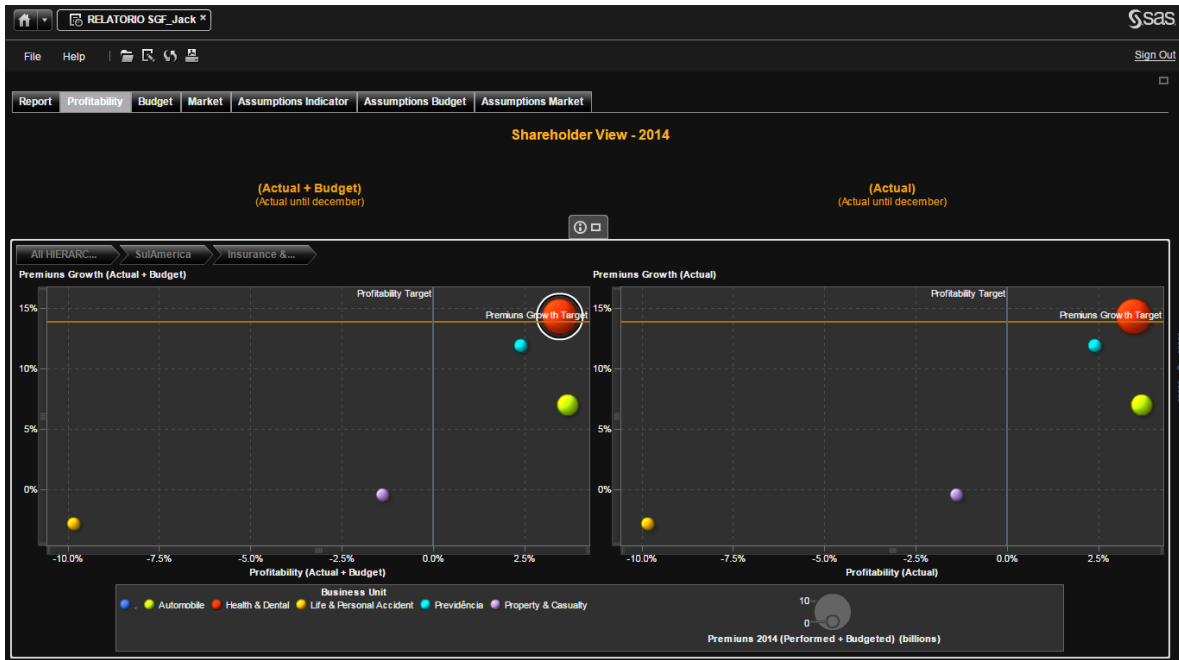 RELATORIO SGF_Jack ×
sas
File Help
Sign Out
Report Profitability Budget Market Assumptions Indicator Assumptions Budget Assumptions Market
Shareholder View - 2014
(Actual + Budget)
(Actual until december)
(Actual)
(Actual until december)
All HIERARC... SulAmerica Insurance &...
Premiuns Growth (Actual + Budget)
Profitability Target
Premiuns Growth Target
15%
10%
5%
0%
-10.0% -7.5% -5.0% -2.5% 0.0% 2.5%
Profitability (Actual + Budget)
Premiuns Growth (Actual)
Profitability Target
Premiuns Growth Target
15%
10%
5%
0%
-10.0% -7.5% -5.0% -2.5% 0.0% 2.5%
Profitability (Actual)
Business Unit
. Automobile Health & Dental Life & Personal Accident Previdência Property & Casualty
10
0
Premiuns 2014 (Performed + Budgeted) (billions)